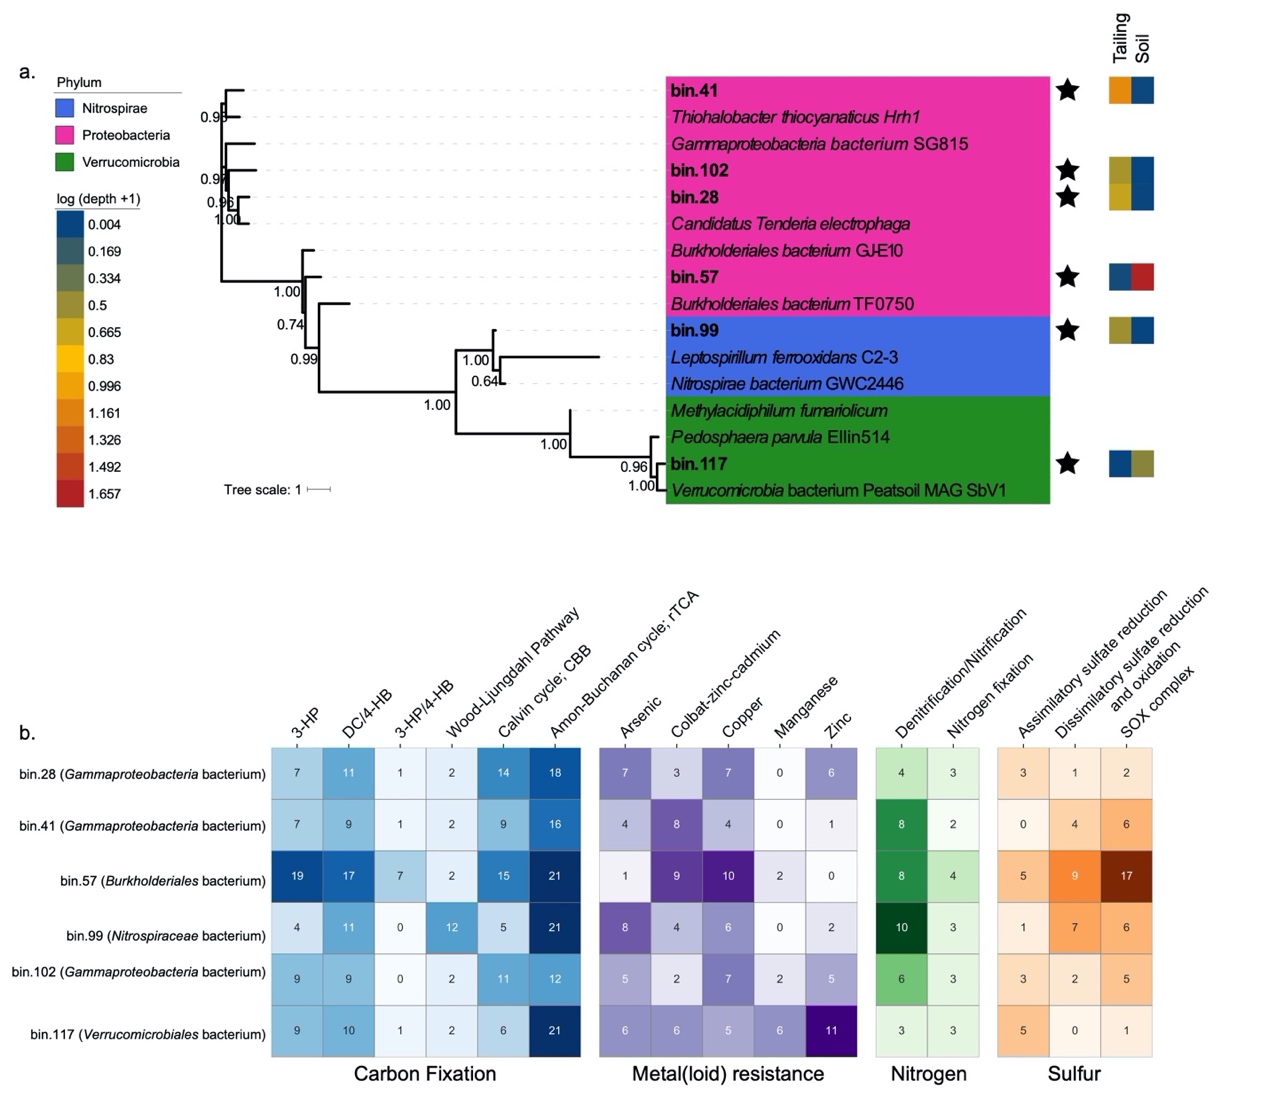 a.
Tailing
Soil
Phylum
Nitrospirae
Proteobacteria
Verrucomicrobia
log (depth +1)
0.004
0.169
0.334
0.5
0.665
0.83
0.996
1.161
1.326
1.492
1.657
0.96
1.00
1.00
0.74
0.99
1.00
1.00
0.64
1.00
0.96
1.00
Tree scale: 1
bin.41
Thiohalobacter thiocyanaticus Hrh1
Gammaproteobacteria bacterium SG815
bin.102
bin.28
Candidatus Tenderia electrophaga
Burkholderiales bacterium GJ-E10
bin.57
Burkholderiales bacterium TF0750
bin.99
Leptospirillum ferrooxidans C2-3
Nitrospirae bacterium GWC2446
Methylacidiphilum fumariolicum
Pedosphaera parvula Ellin514
bin.117
Verrucomicrobia bacterium Peatsoil MAG SbV1
b.
3-HP
DC/4-HB
3-HP/4-HB
Wood-Ljungdahl Pathway
Calvin cycle; CBB
Amon-Buchanan cycle; rTCA
Arsenic
Colbat-zinc-cadmium
Copper
Manganese
Zinc
Denitrification/Nitrification
Nitrogen fixation
Assimilatory sulfate reduction
Dissimilatory sulfate reduction
and oxidation
SOX complex
bin.28 (Gammaproteobacteria bacterium) 7 11 1 2 14 18 7 3 7 0 6 4 3 3 1 2
bin.41 (Gammaproteobacteria bacterium) 7 9 1 2 9 16 4 8 4 0 1 8 2 0 4 6
bin.57 (Burkholderiales bacterium) 19 17 7 2 15 21 1 9 10 2 0 8 4 5 9 17
bin.99 (Nitrospiraceae bacterium) 4 11 0 12 5 21 8 4 6 0 2 10 3 1 7 6
bin.102 (Gammaproteobacteria bacterium) 9 9 0 2 11 12 5 2 7 2 5 6 3 3 2 5
bin.117 (Verrucomicrobiales bacterium) 9 10 1 2 6 21 6 6 5 6 11 3 3 5 0 1
Carbon Fixation
Metal(loid) resistance
Nitrogen
Sulfur